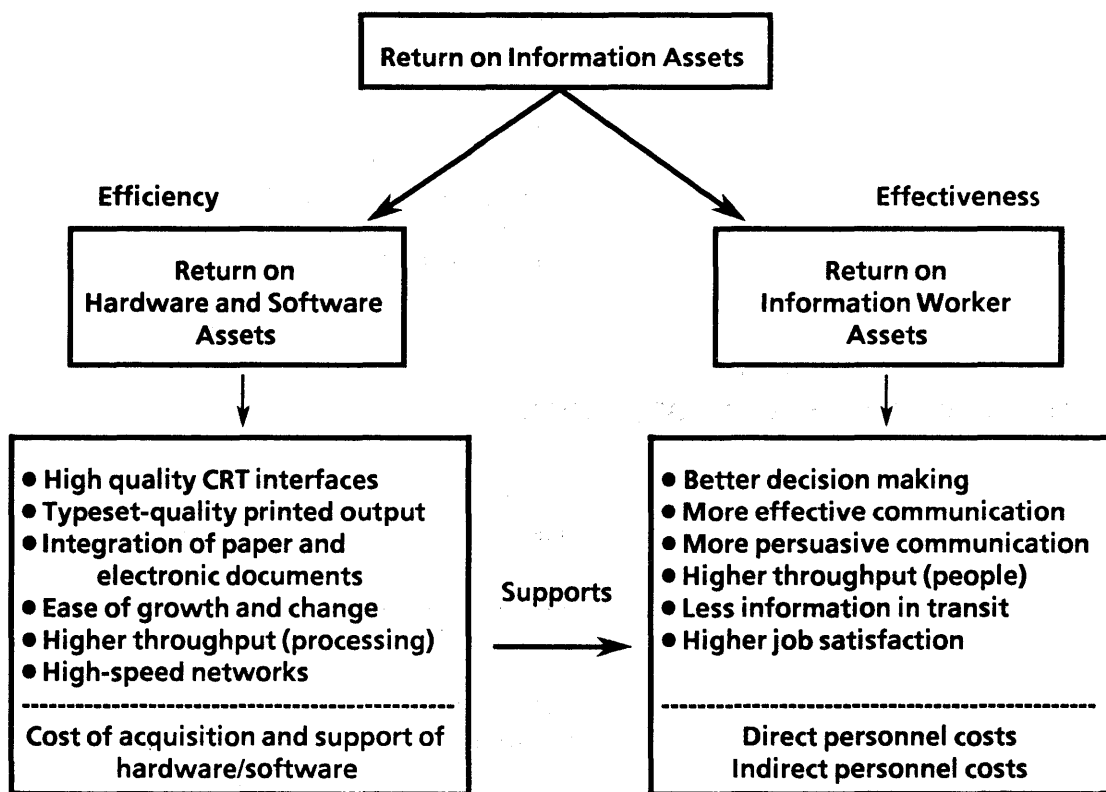 Return on Information Assets
Efficiency
Effectiveness
Return on
Hardware and Software
Assets
Return on
Information Worker
Assets
● High quality CRT interfaces
● Typeset-quality printed output
● Integration of paper and
electronic documents
● Ease of growth and change
● Higher throughput (processing)
● High-speed networks
Cost of acquisition and support of
hardware/software
Supports
● Better decision making
● More effective communication
● More persuasive communication
● Higher throughput (people)
● Less information in transit
● Higher job satisfaction
Direct personnel costs
Indirect personnel costs